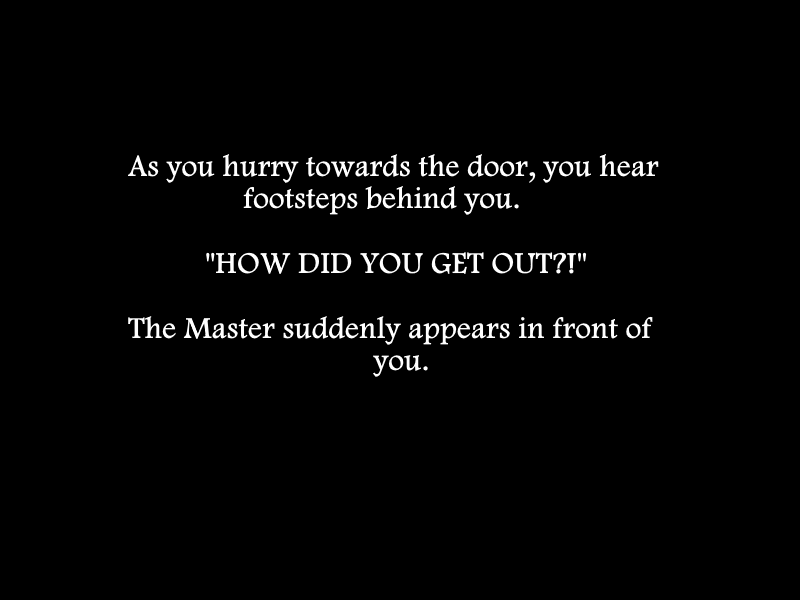 As you hurry towards the door, you hear
footsteps behind you.
"HOW DID YOU GET OUT?!"
The Master suddenly appears in front of
you.